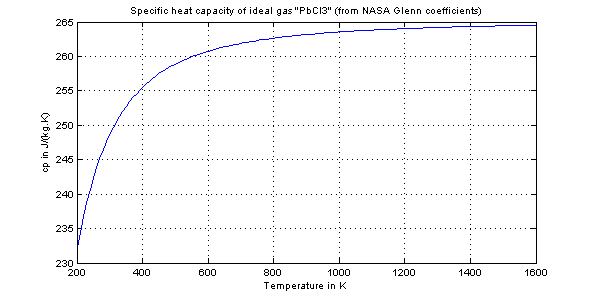 Specific heat capacity of ideal gas "PbCl3" (from NASA Glenn coefficients)
265
260
255
250
245
240
235
230
cp in J/(kg.K)
200 400 600 800 1000 1200 1400 1600
Temperature in K